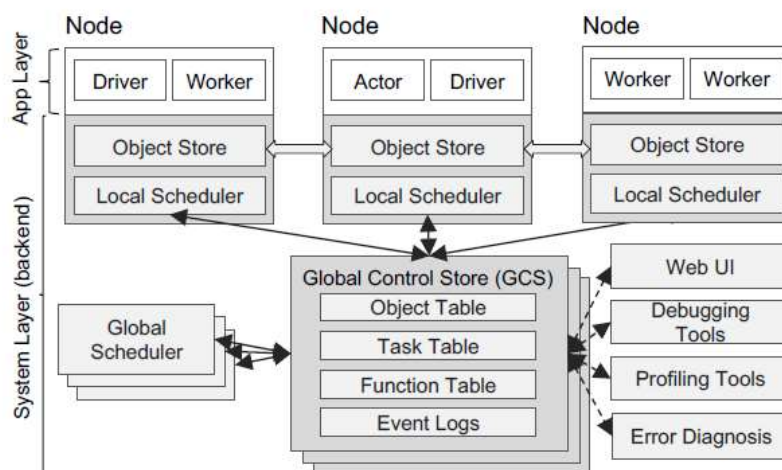 Node
Node
Node
App Layer
Driver
Worker
Actor
Driver
Worker
Worker
Object Store
Object Store
Object Store
Local Scheduler
Local Scheduler
Local Scheduler
System Layer (backend)
Global Control Store (GCS)
Object Table
Task Table
Function Table
Event Logs
Global
Scheduler
Web UI
Debugging
Tools
Profiling Tools
Error Diagnosis